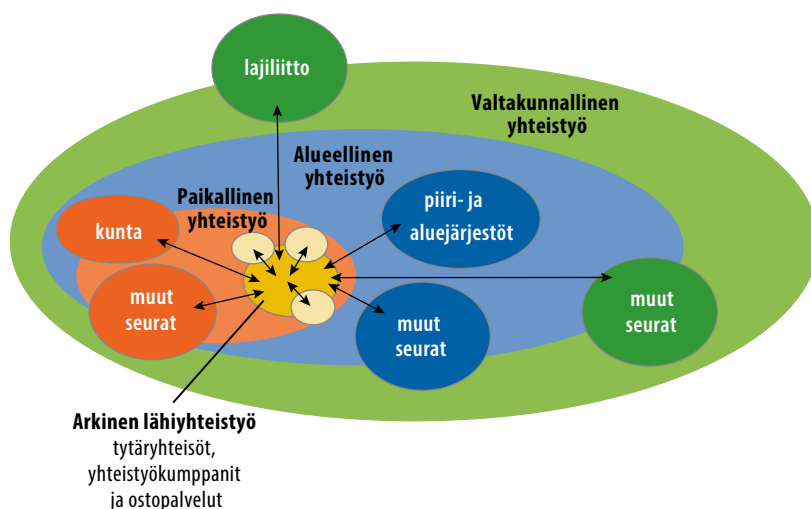 lajiliitto
Valtakunnallinen
yhteistyö
Alueellinen
yhteistyö
Paikallinen
yhteistyö
piiri- ja
aluejärjestöt
kunta
muut
seurat
muut
seurat
muut
seurat
Arkinen lähiyhteistyö
tytäryhteisöt,
yhteistyökumppanit
ja ostopalvelut